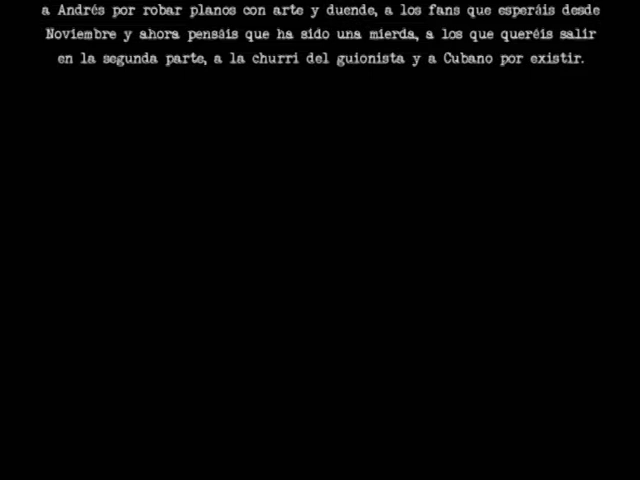 a Andrés por robar planos con arte y duende, a los fans que esperáis desde
Noviembre y ahora pensáis que ha sido una mierda, a los que queréis salir
en la segunda parte, a la churri del guionista y a Cubano por existir.